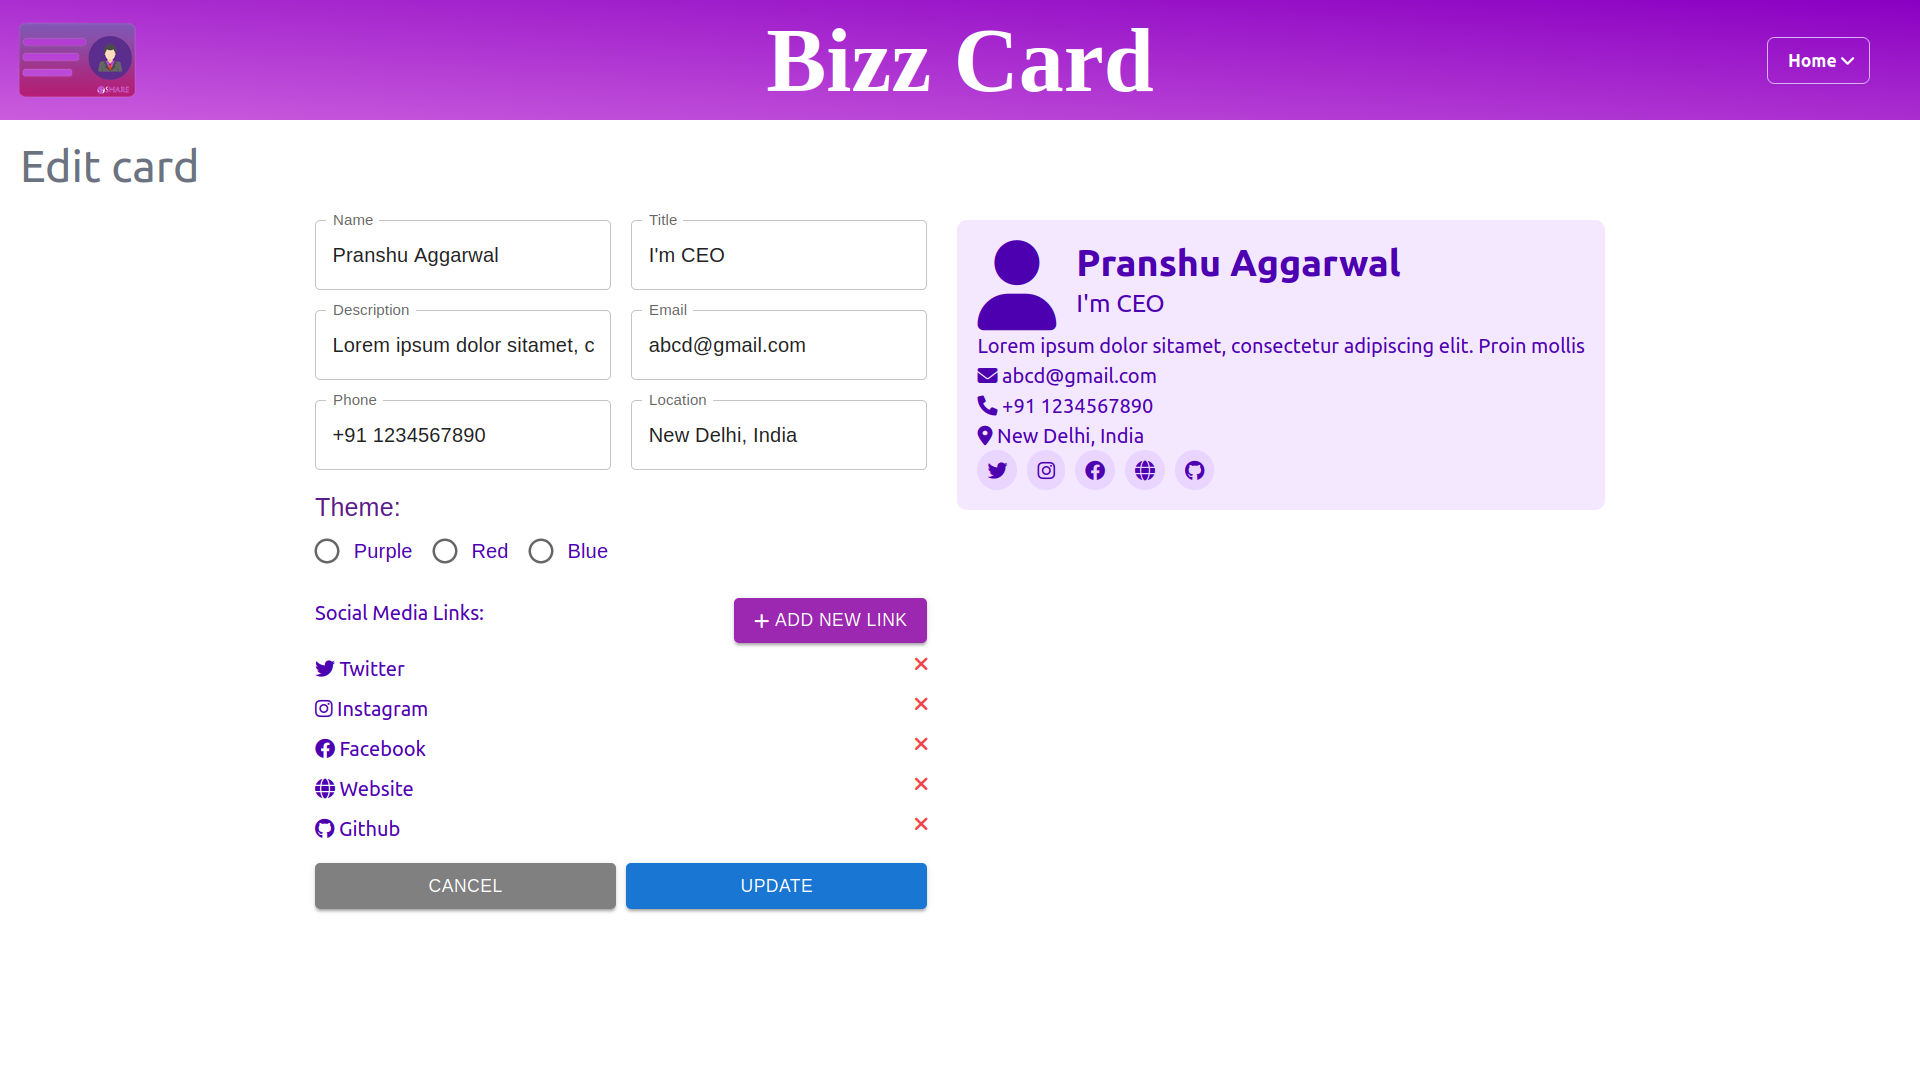 SHARE
Bizz Card
Home
Edit card
Name
Pranshu Aggarwal
Title
I'm CEO
Description
Lorem ipsum dolor sitamet, c
Email
abcd@gmail.com
Phone
+91 1234567890
Location
New Delhi, India
Theme:
Purple
Red
Blue
Social Media Links:
ADD NEW LINK
Twitter
Instagram
Facebook
Website
Github
CANCEL
UPDATE
Pranshu Aggarwal
I'm CEO
Lorem ipsum dolor sitamet, consectetur adipiscing elit. Proin mollis
abcd@gmail.com
+91 1234567890
New Delhi, India